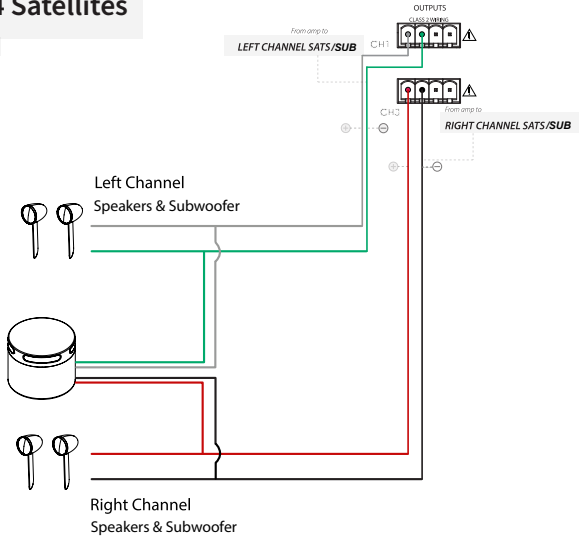 4 Satellites
OUTPUTS
CLASS 2 WIRING
From amp to
LEFT CHANNEL SATS/SUB
CH1
From amp to
RIGHT CHANNEL SATS/SUB
Left Channel
Speakers & Subwoofer
Right Channel
Speakers & Subwoofer